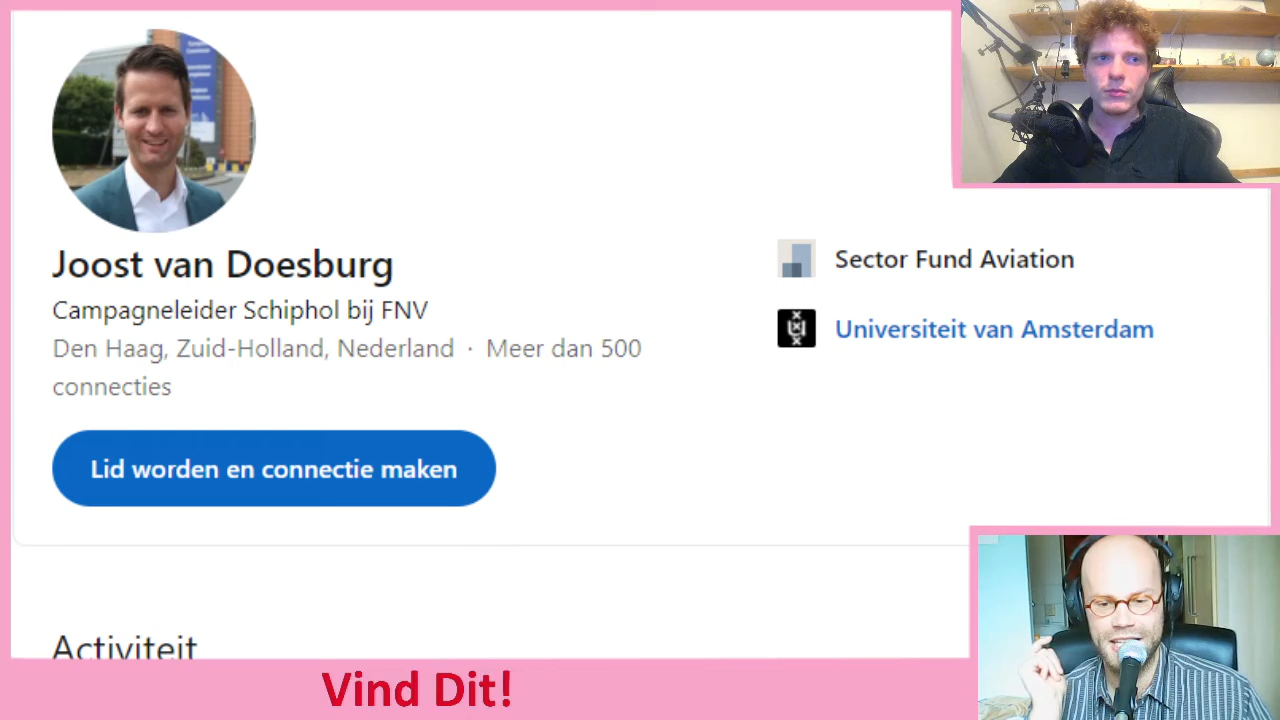 Joost van Doesburg
Campagneleider Schiphol bij FNV
Den Haag, Zuid-Holland, Nederland · Meer dan 500
connecties
Lid worden en connectie maken
Sector Fund Aviation
Universiteit van Amsterdam
Activiteit
Vind Dit!